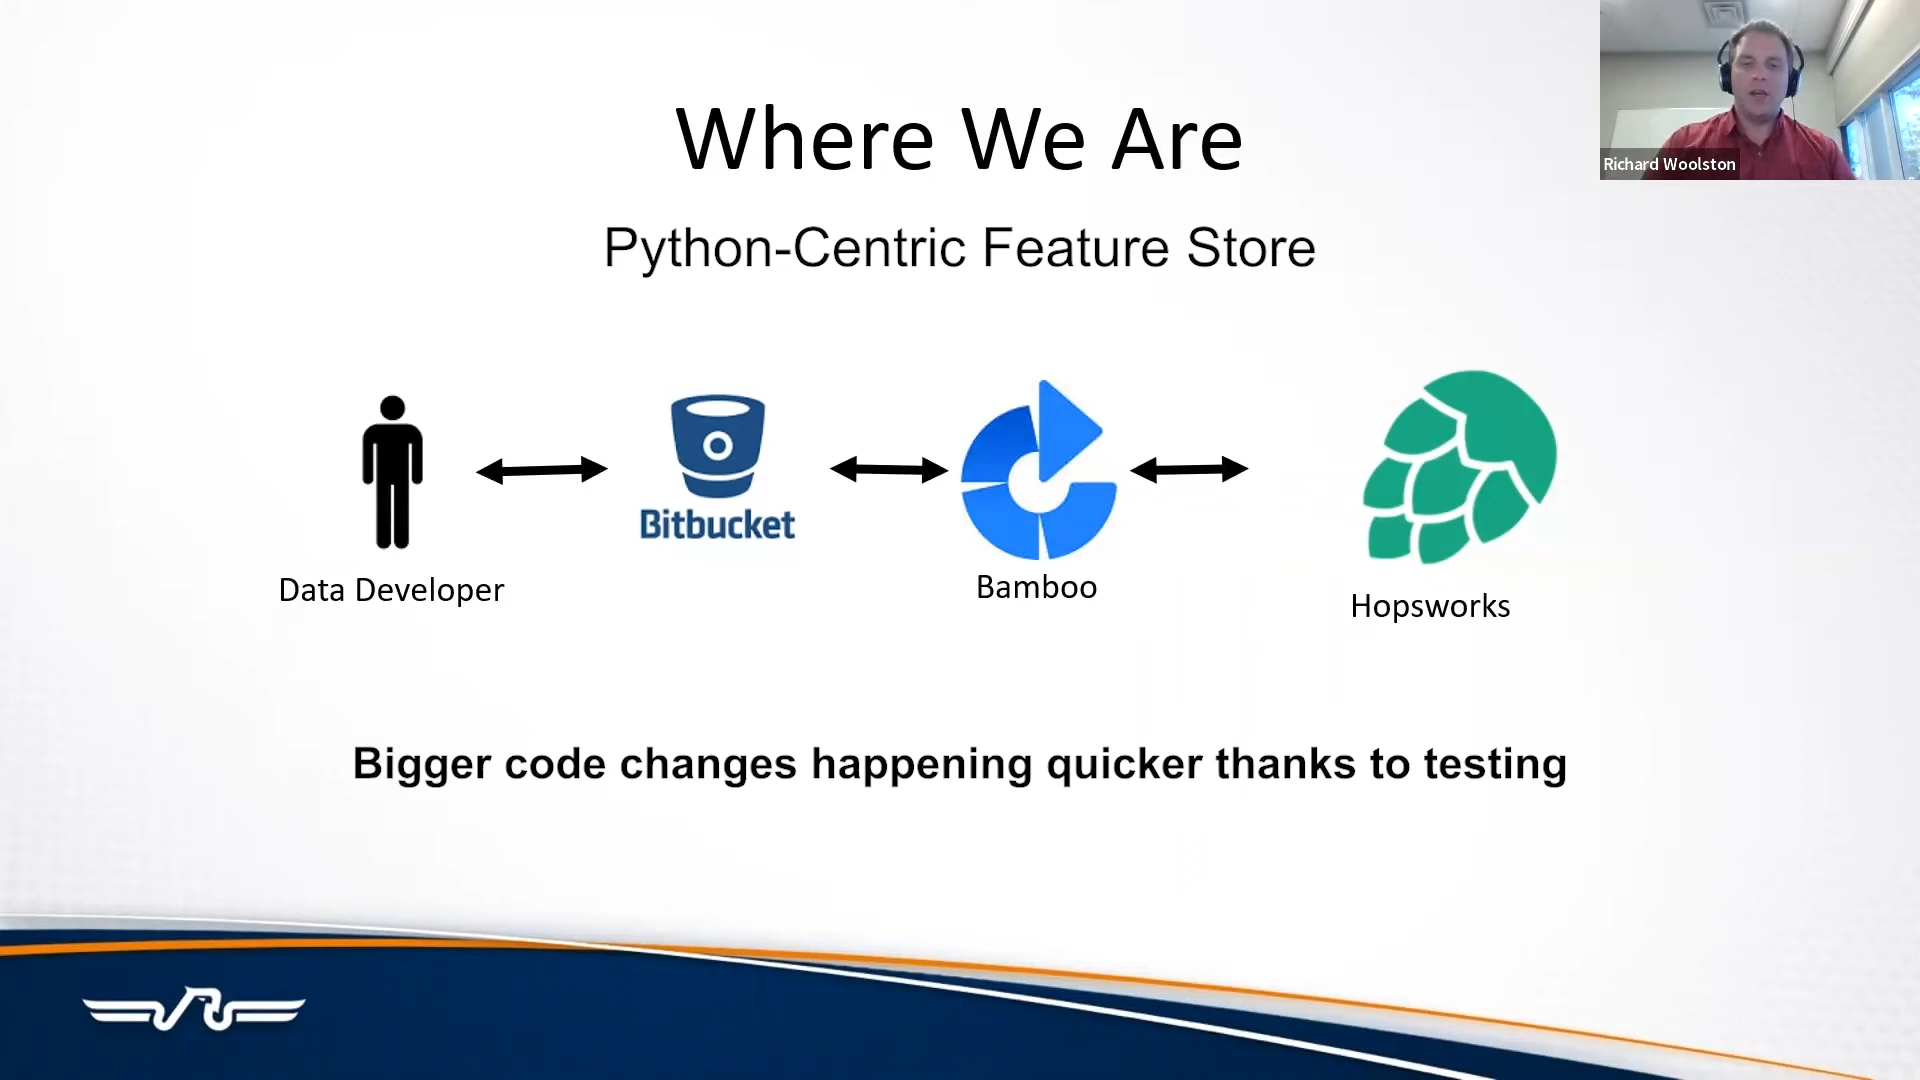 Where We Are
Richard Woolston
Python-Centric Feature Store
Bitbucket
Data Developer
Bamboo
Hopsworks
Bigger code changes happening quicker thanks to testing